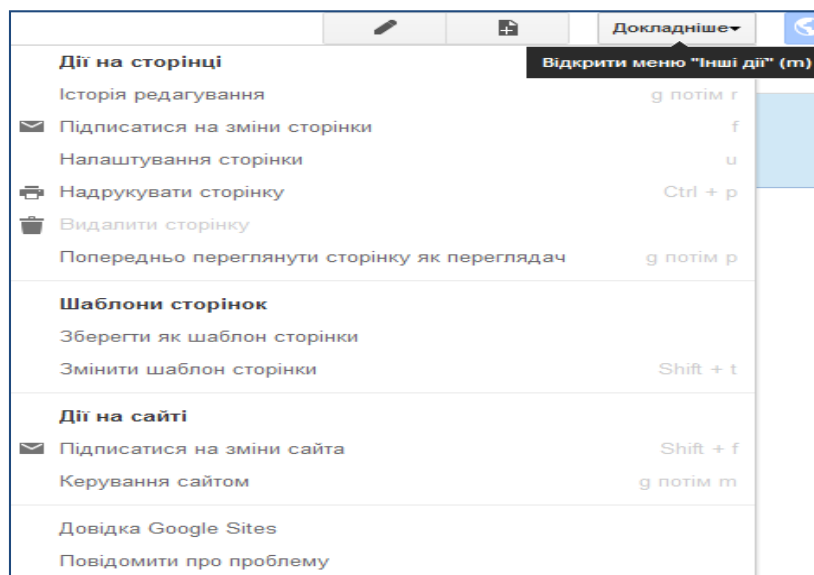 Докладніше
Відкрити меню "Інші дії" (m)
Дії на сторінці
Історія редагування g потім r
Підписатися на зміни сторінки f
Налаштування сторінки u
Надрукувати сторінку Ctrl + p
Видалити сторінку
Попередньо переглянути сторінку як переглядач g потім p
Шаблони сторінок
Зберегти як шаблон сторінки
Змінити шаблон сторінки Shift + t
Дії на сайті
Підписатися на зміни сайта Shift + f
Керування сайтом g потім m
Довідка Google Sites
Повідомити про проблему